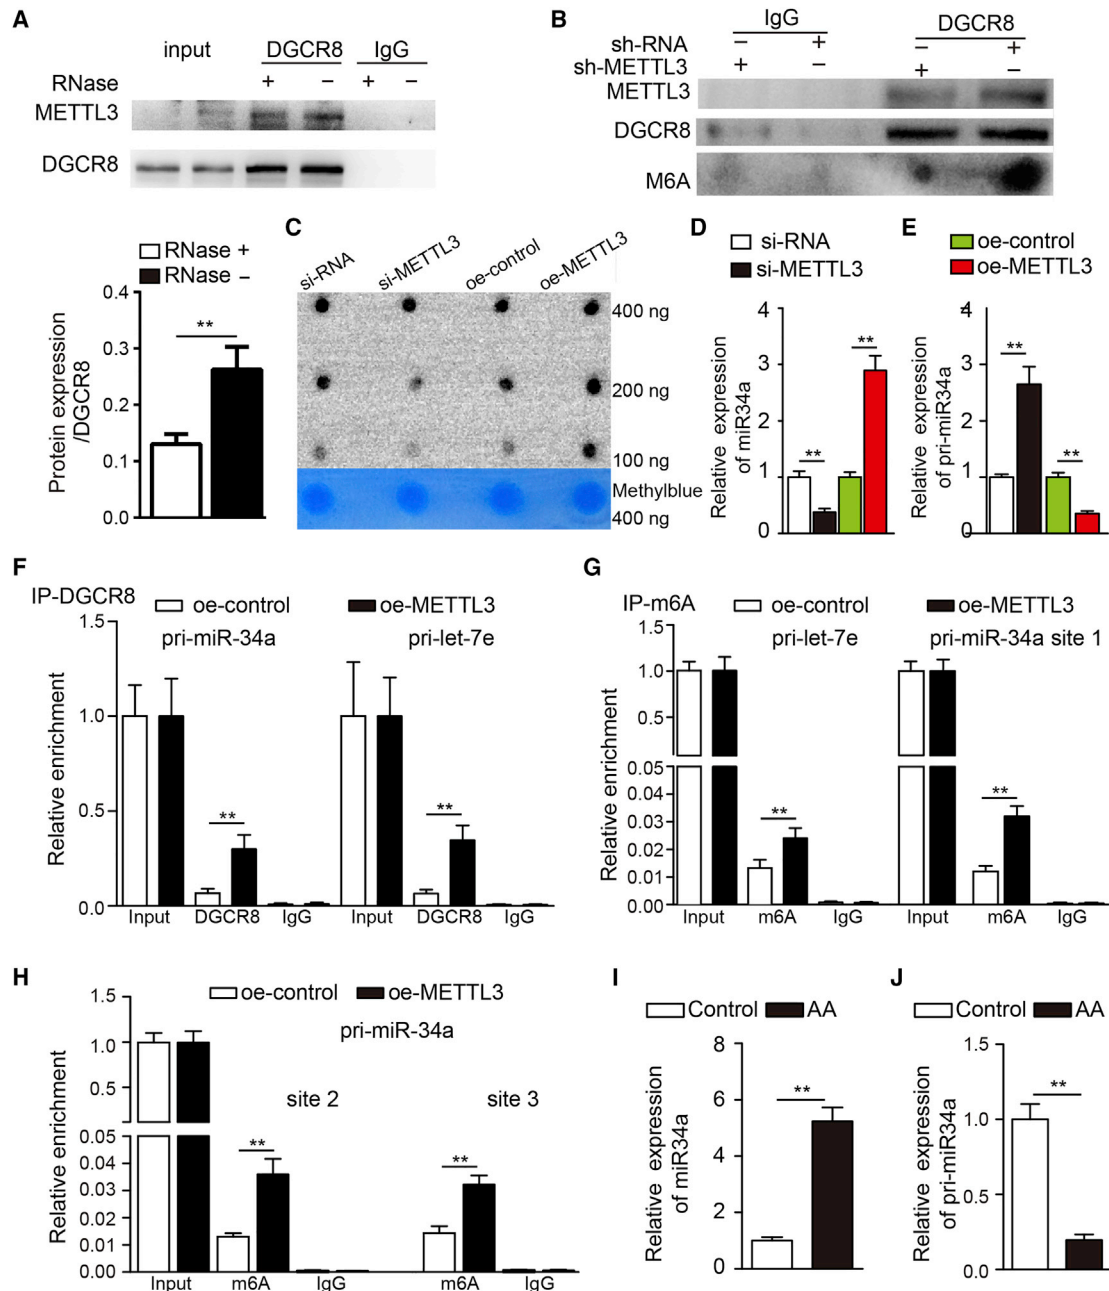 A
input DGCR8 IgG
RNase + − + −
METTL3
DGCR8
RNase +
RNase −
Protein expression
/DGCR8
0.4
0.3
0.2
0.1
0.0
**
B
IgG DGCR8
sh-RNA − + − +
sh-METTL3 + − + −
METTL3
DGCR8
M6A
C
si-RNA si-METTL3 oe-control oe-METTL3
400 ng
200 ng
100 ng
Methylblue
400 ng
D
si-RNA
si-METTL3
Relative expression
of miR34a
4
3
2
1
0
** **
E
oe-control
oe-METTL3
Relative expression
of pri-miR34a
4
3
2
1
0
** **
F
IP-DGCR8
oe-control oe-METTL3
pri-miR-34a pri-let-7e
Relative enrichment
1.5
1.0
0.5
0.0
** **
Input DGCR8 IgG Input DGCR8 IgG
G
IP-m6A
oe-control oe-METTL3
pri-let-7e pri-miR-34a site 1
Relative enrichment
1.5
1.0
0.5
0.05
0.04
0.03
0.02
0.01
0.00
** **
Input m6A IgG Input m6A IgG
H
oe-control oe-METTL3
pri-miR-34a
site 2 site 3
Relative enrichment
1.5
1.0
0.5
0.05
0.04
0.03
0.02
0.01
0.00
** **
Input m6A IgG m6A IgG
I
Control AA
Relative expression
of miR34a
8
6
4
2
0
**
J
Control AA
Relative expression
of pri-miR34a
1.5
1.0
0.5
0.0
**